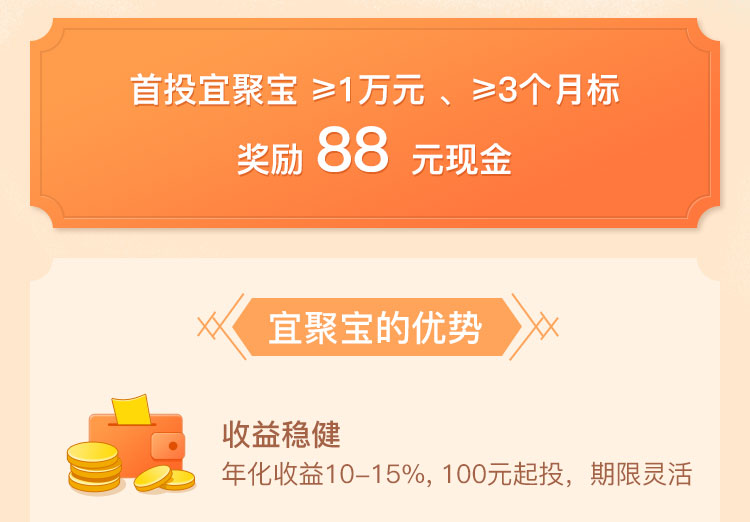 首投宜聚宝 ≥1万元 、≥3个月标
奖励 88 元现金
宜聚宝的优势
收益稳健
年化收益10-15%, 100元起投，期限灵活